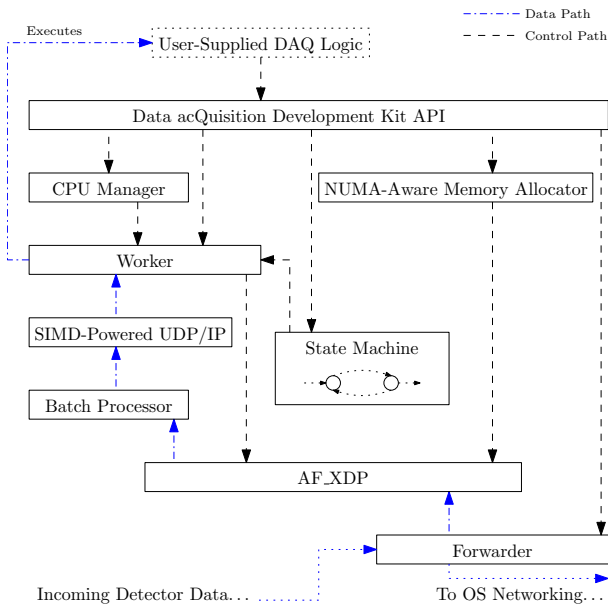 Executes
User-Supplied DAQ Logic
Data Path
Control Path
Data acQuisition Development Kit API
CPU Manager
NUMA-Aware Memory Allocator
Worker
SIMD-Powered UDP/IP
State Machine
Batch Processor
AF_XDP
Forwarder
Incoming Detector Data...
To OS Networking...